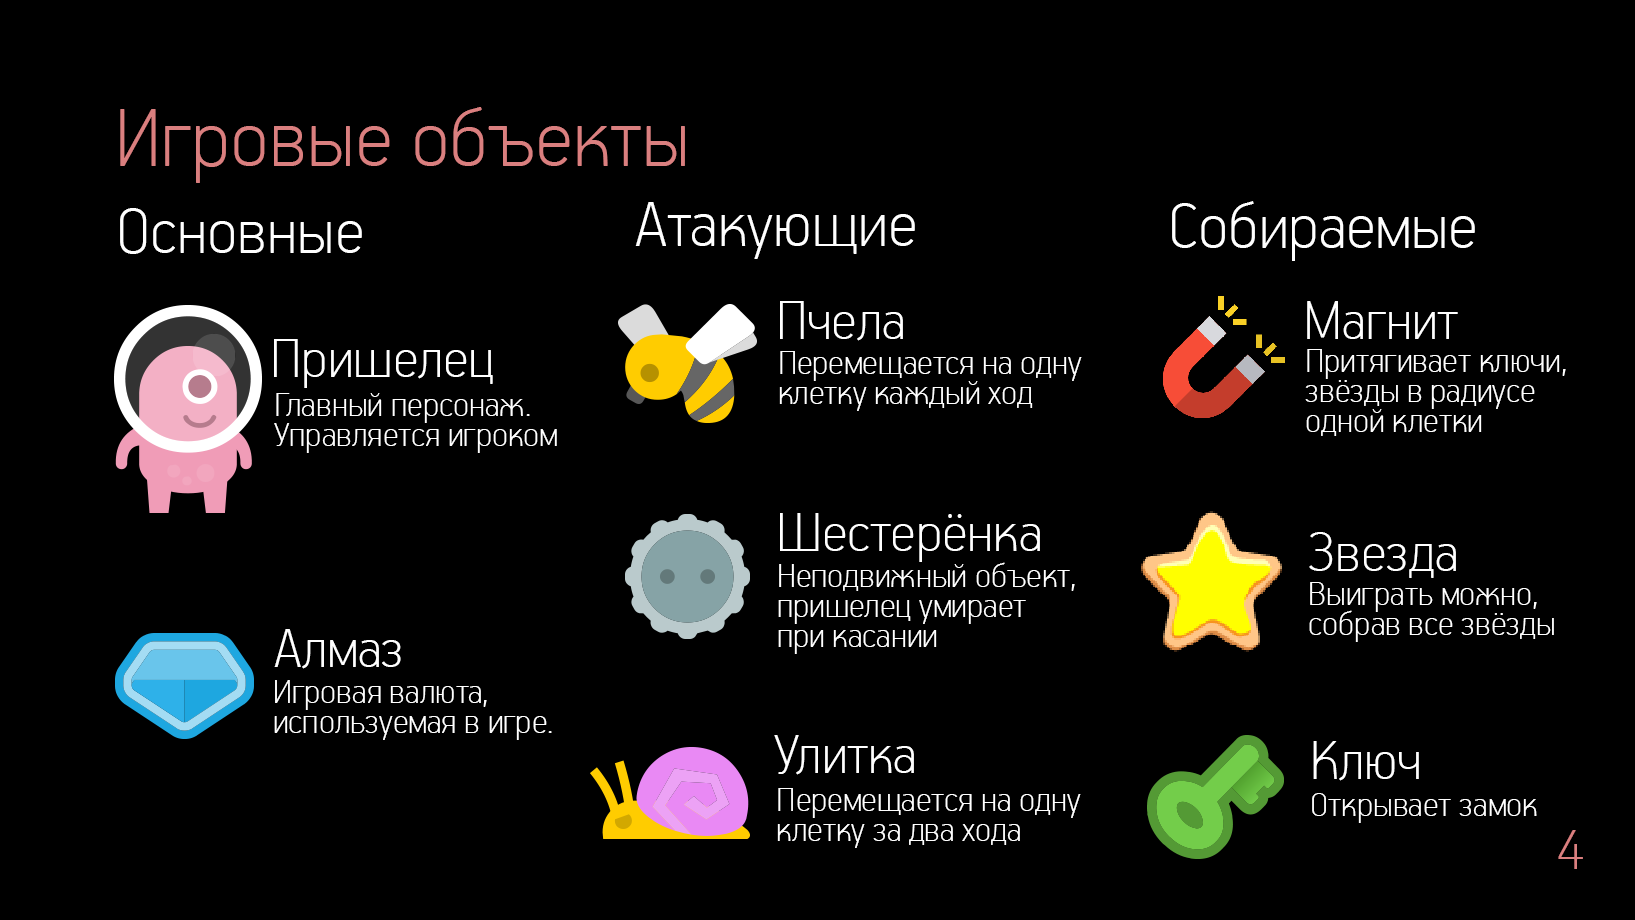 Игровые объекты
Основные
Пришелец
Главный персонаж.
Управляется игроком
Алмаз
Игровая валюта,
используемая в игре.
Атакующие
Пчела
Перемещается на одну
клетку каждый ход
Шестерёнка
Неподвижный объект,
пришелец умирает
при касании
Улитка
Перемещается на одну
клетку за два хода
Собираемые
Магнит
Притягивает ключи,
звёзды в радиусе
одной клетки
Звезда
Выиграть можно,
собрав все звёзды
Ключ
Открывает замок
4